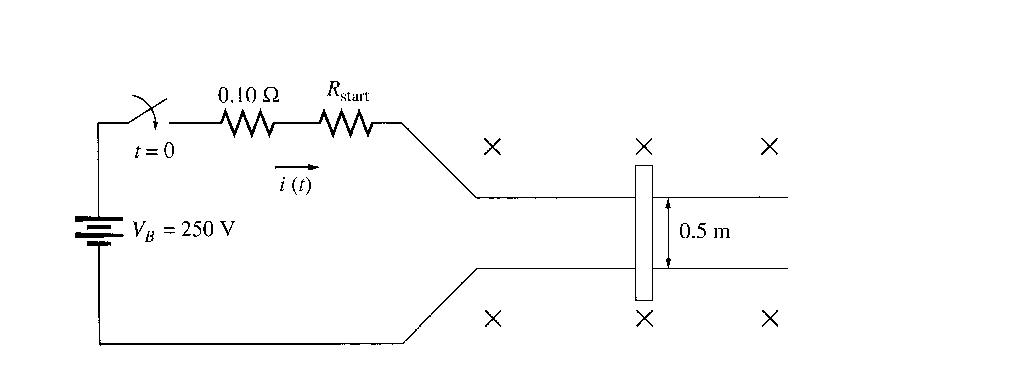 0.10 Ω
R_start
t = 0
i (t)
V_B = 250 V
0.5 m